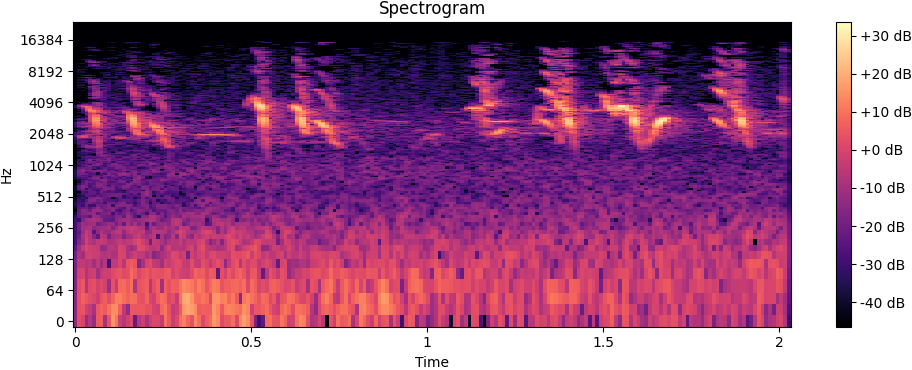 Spectrogram
Hz
16384
8192
4096
2048
1024
512
256
128
64
0
0
0.5
1
1.5
2
Time
+30 dB
+20 dB
+10 dB
+0 dB
-10 dB
-20 dB
-30 dB
-40 dB